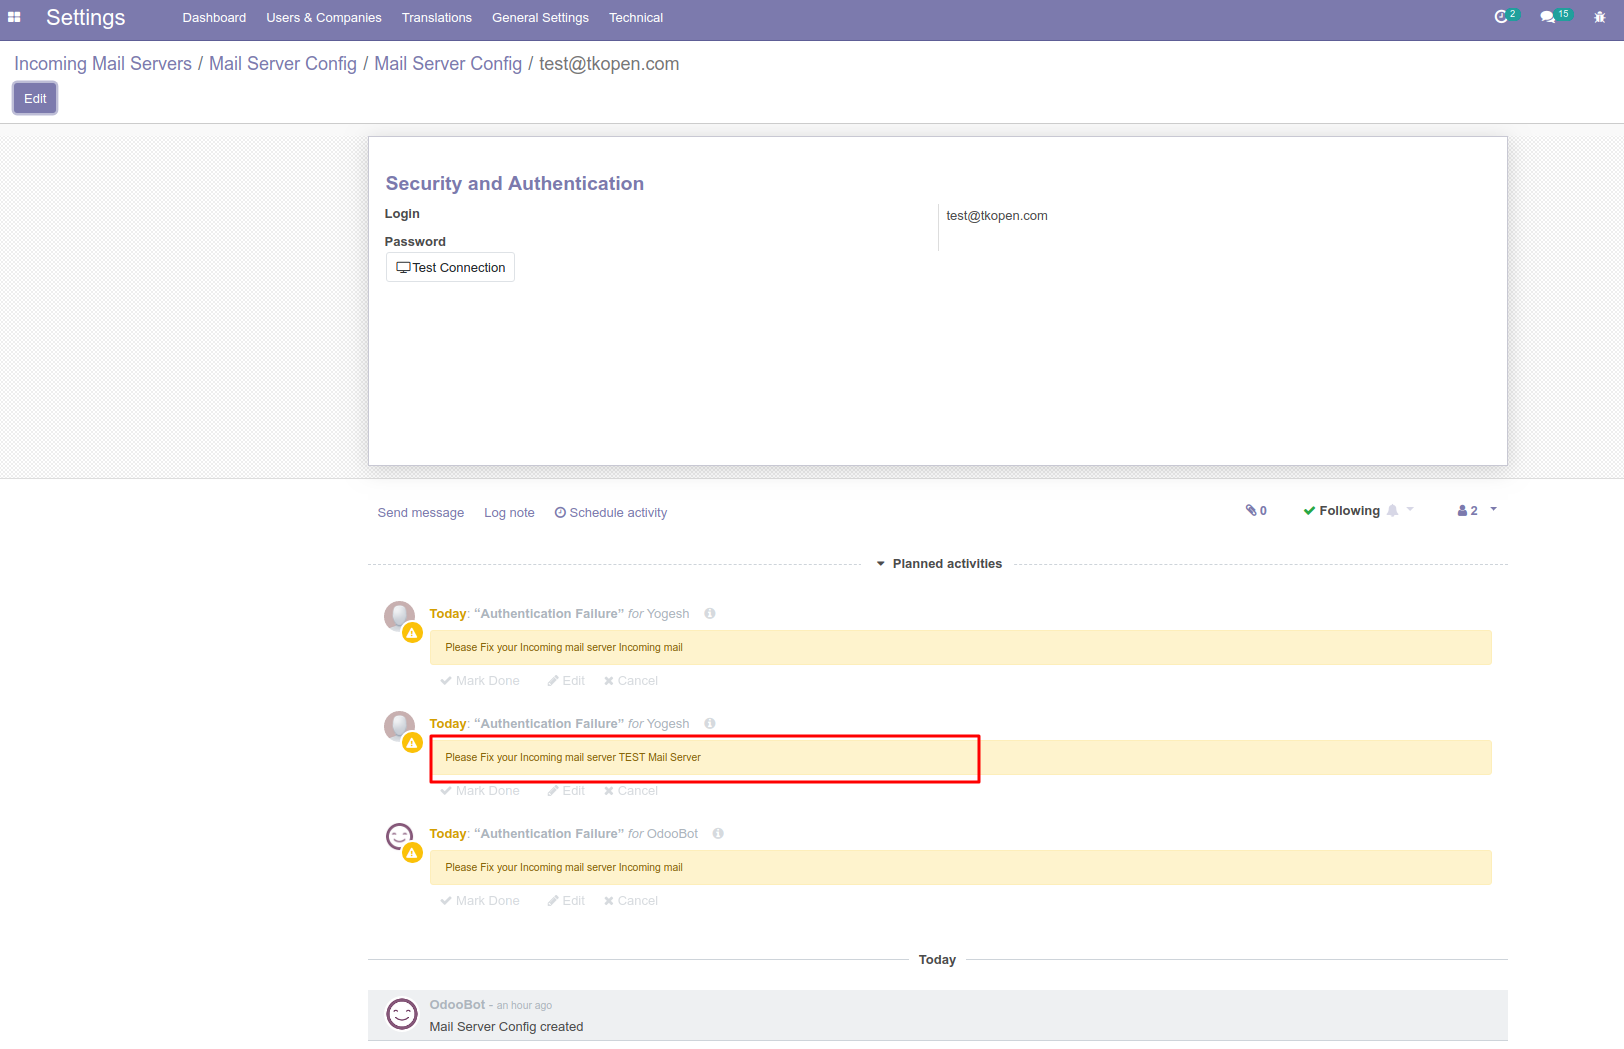 Settings Dashboard Users & Companies Translations General Settings Technical 2 15
Incoming Mail Servers / Mail Server Config / Mail Server Config / test@tkopen.com
Edit
Security and Authentication
Login test@tkopen.com
Password
Test Connection
Send message Log note Schedule activity 0 Following 2
Planned activities
Today: “Authentication Failure” for Yogesh
Please Fix your Incoming mail server Incoming mail
Mark Done Edit Cancel
Today: “Authentication Failure” for Yogesh
Please Fix your Incoming mail server TEST Mail Server
Mark Done Edit Cancel
Today: “Authentication Failure” for OdooBot
Please Fix your Incoming mail server Incoming mail
Mark Done Edit Cancel
Today
OdooBot - an hour ago
Mail Server Config created